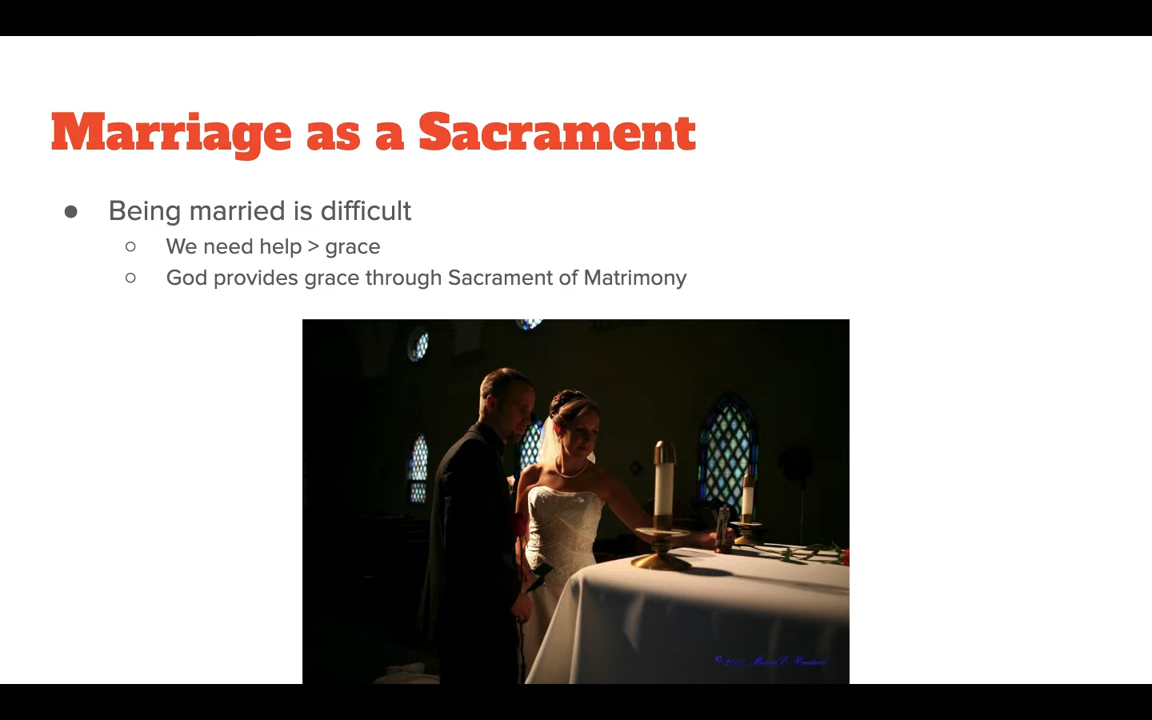 Marriage as a Sacrament
● Being married is difficult
○ We need help > grace
○ God provides grace through Sacrament of Matrimony